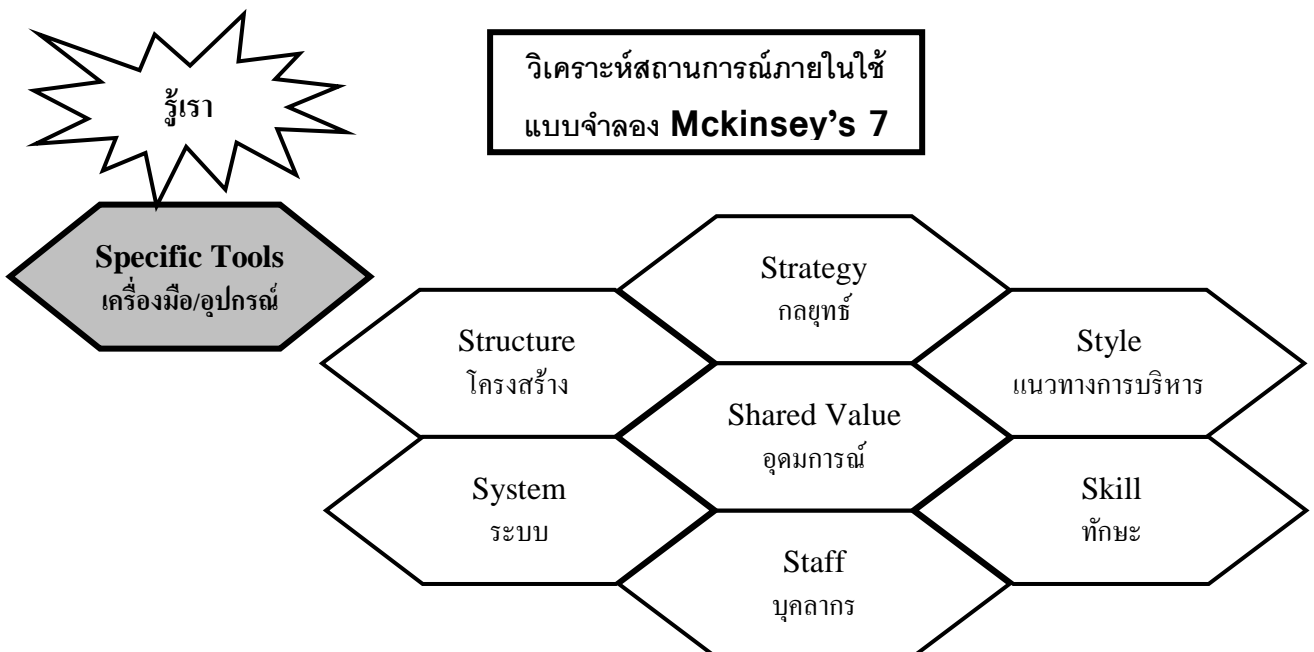 รู้เรา
วิเคราะห์สถานการณ์ภายในใช้
แบบจำลอง Mckinsey's 7
Specific Tools
เครื่องมือ/อุปกรณ์
Strategy
กลยุทธ์
Structure
โครงสร้าง
Style
แนวทางการบริหาร
Shared Value
อุดมการณ์
System
ระบบ
Skill
ทักษะ
Staff
บุคลากร